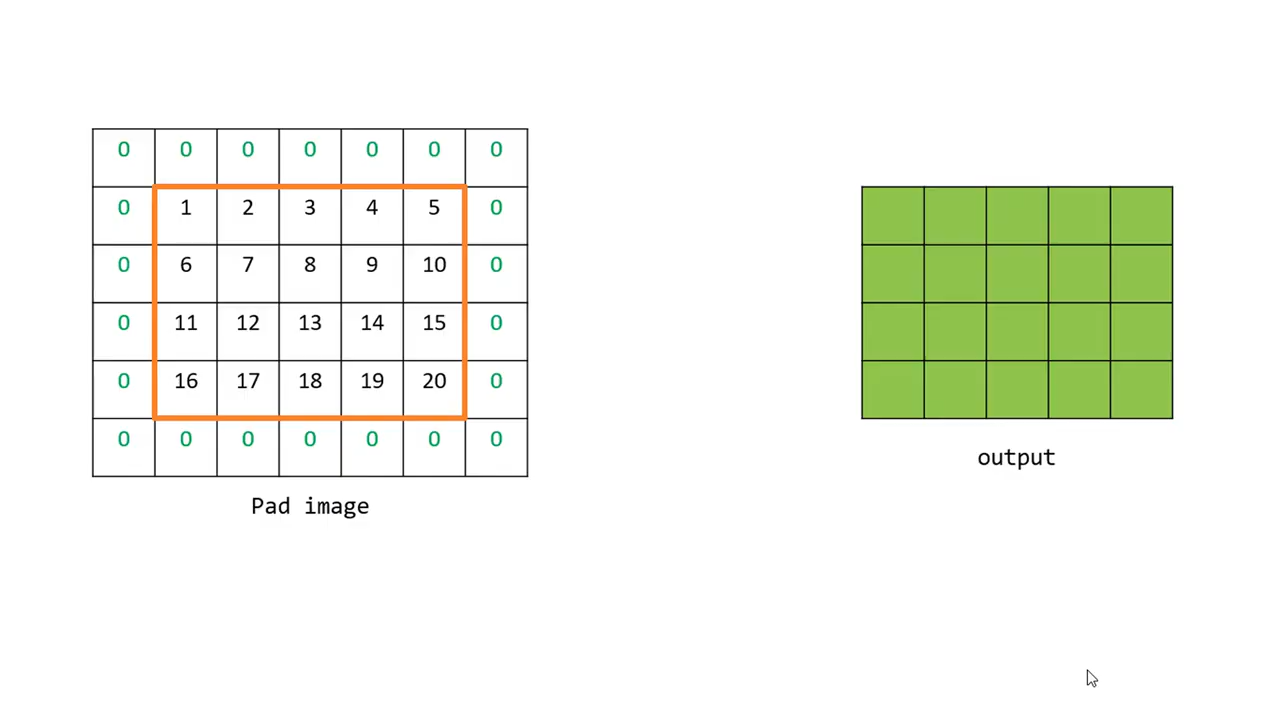 0 0 0 0 0 0 0
0 1 2 3 4 5 0
0 6 7 8 9 10 0
0 11 12 13 14 15 0
0 16 17 18 19 20 0
0 0 0 0 0 0 0
Pad image
output